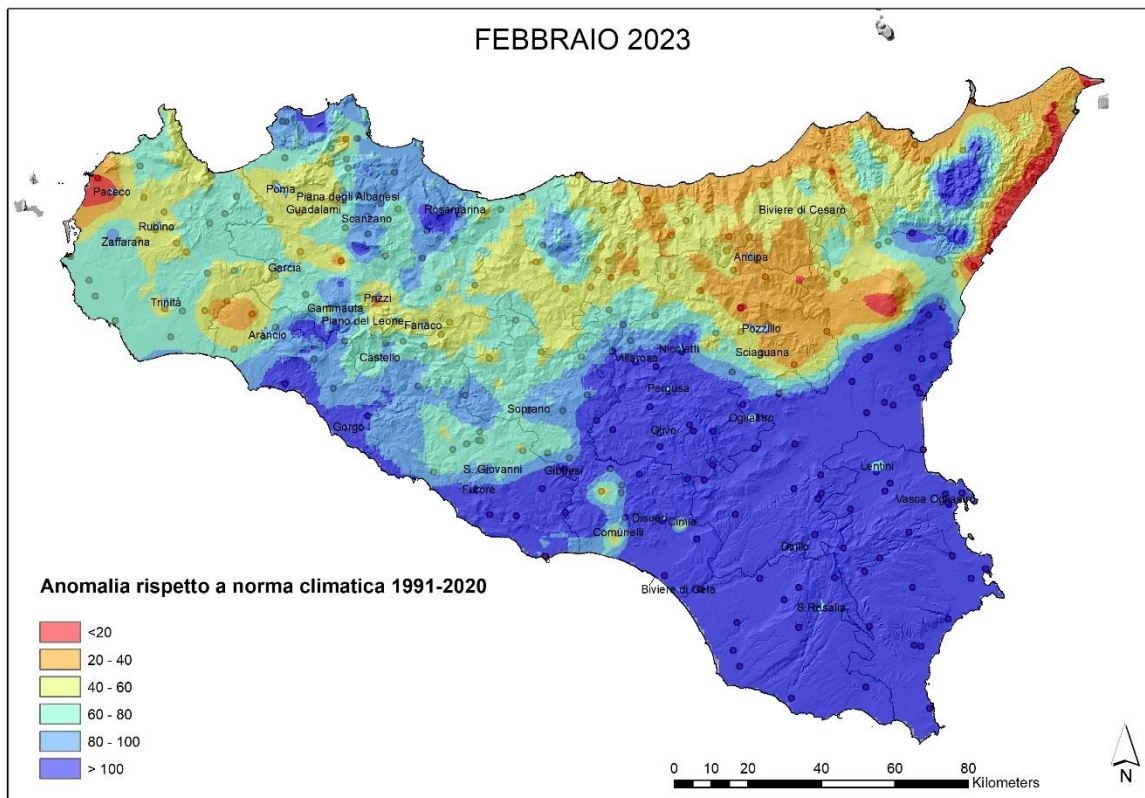 FEBBRAIO 2023
Paceco
Poma
Piana degli Albanesi
Guadalami
Rosamarina
Biviere di Cesarò
Scanzano
Rubino
Zaffarana
Ancipa
Garcia
Prizzi
Trinità
Gammauta
Piano del Leone
Fanaco
Pozzillo
Arancio
Nicoletti
Sciaguana
Castello
Villarosa
Pergusa
Soprano
Ogliastro
Gorgo
Olivo
S. Giovanni
Gibbesi
Lentini
Furore
Vasca Ogliastro
Disueri
Cimia
Comunelli
Dirillo
Biviere di Gela
S.Rosalia
Anomalia rispetto a norma climatica 1991-2020
<20
20 - 40
40 - 60
60 - 80
80 - 100
> 100
0 10 20 40 60 80
Kilometers
N